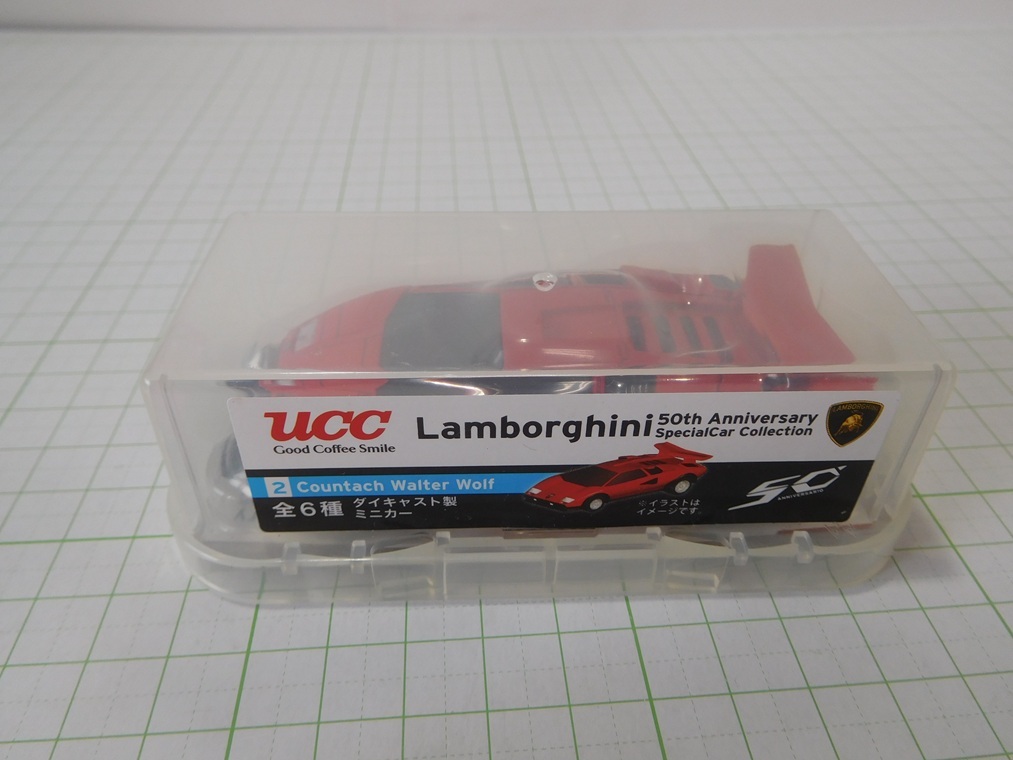 UCC
Good Coffee Smile
Lamborghini 50th Anniversary
SpecialCar Collection
LAMBORGHINI
2 Countach Walter Wolf
全6種 ダイキャスト製
ミニカー
※イラストは
イメージです。
50
ANNIVERSARIO